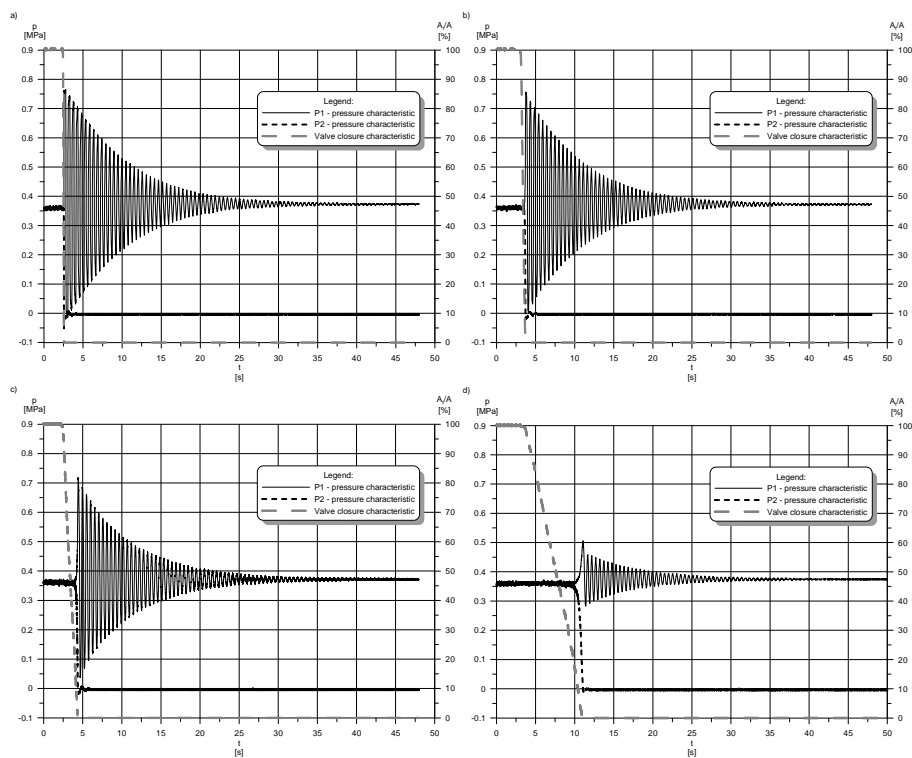 a)
p
[MPa]
A_t/A
[%]
0.9
0.8
0.7
0.6
0.5
0.4
0.3
0.2
0.1
0
-0.1
100
90
80
70
60
50
40
30
20
10
0
Legend:
P1 - pressure characteristic
P2 - pressure characteristic
Valve closure characteristic
0 5 10 15 20 25 30 35 40 45 50
t
[s]
b)
p
[MPa]
A_t/A
[%]
0.9
0.8
0.7
0.6
0.5
0.4
0.3
0.2
0.1
0
-0.1
100
90
80
70
60
50
40
30
20
10
0
Legend:
P1 - pressure characteristic
P2 - pressure characteristic
Valve closure characteristic
0 5 10 15 20 25 30 35 40 45 50
t
[s]
c)
p
[MPa]
A_t/A
[%]
0.9
0.8
0.7
0.6
0.5
0.4
0.3
0.2
0.1
0
-0.1
100
90
80
70
60
50
40
30
20
10
0
Legend:
P1 - pressure characteristic
P2 - pressure characteristic
Valve closure characteristic
0 5 10 15 20 25 30 35 40 45 50
t
[s]
d)
p
[MPa]
A_t/A
[%]
0.9
0.8
0.7
0.6
0.5
0.4
0.3
0.2
0.1
0
-0.1
100
90
80
70
60
50
40
30
20
10
0
Legend:
P1 - pressure characteristic
P2 - pressure characteristic
Valve closure characteristic
0 5 10 15 20 25 30 35 40 45 50
t
[s]